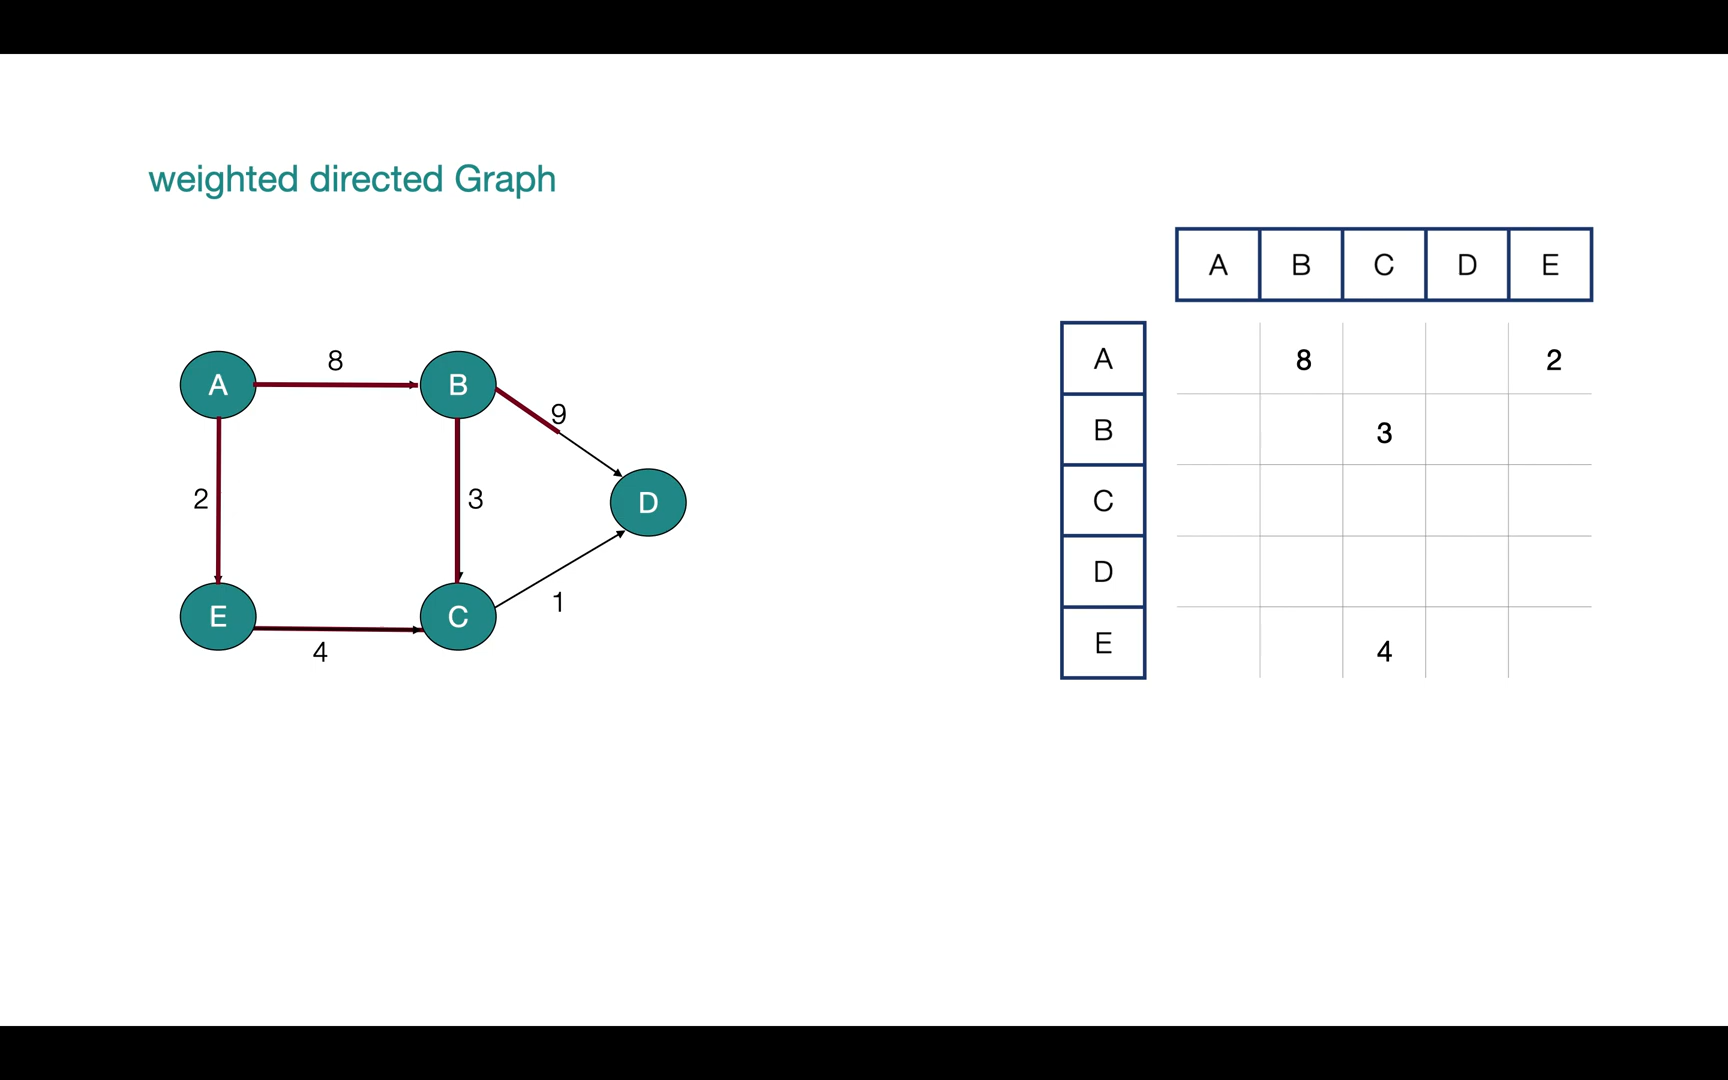 weighted directed Graph
A B C D E
A 8 B
9
2 3 D
E C
4 1
A 8 2
B 3
C
D
E 4